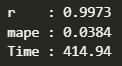 r    : 0.9973
mape : 0.0384
Time : 414.94